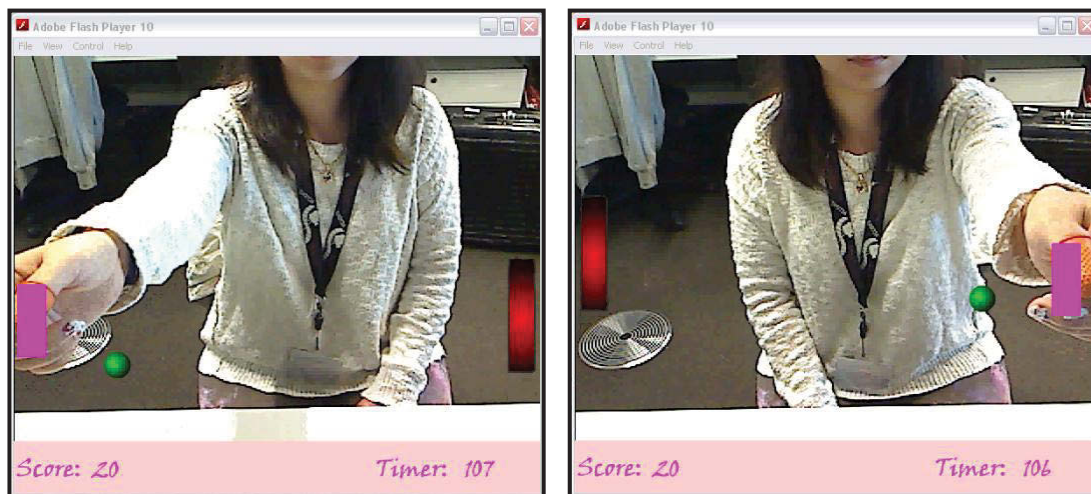 Adobe Flash Player 10
File View Control Help
Score: 20 Timer: 107
Adobe Flash Player 10
File View Control Help
Score: 20 Timer: 106